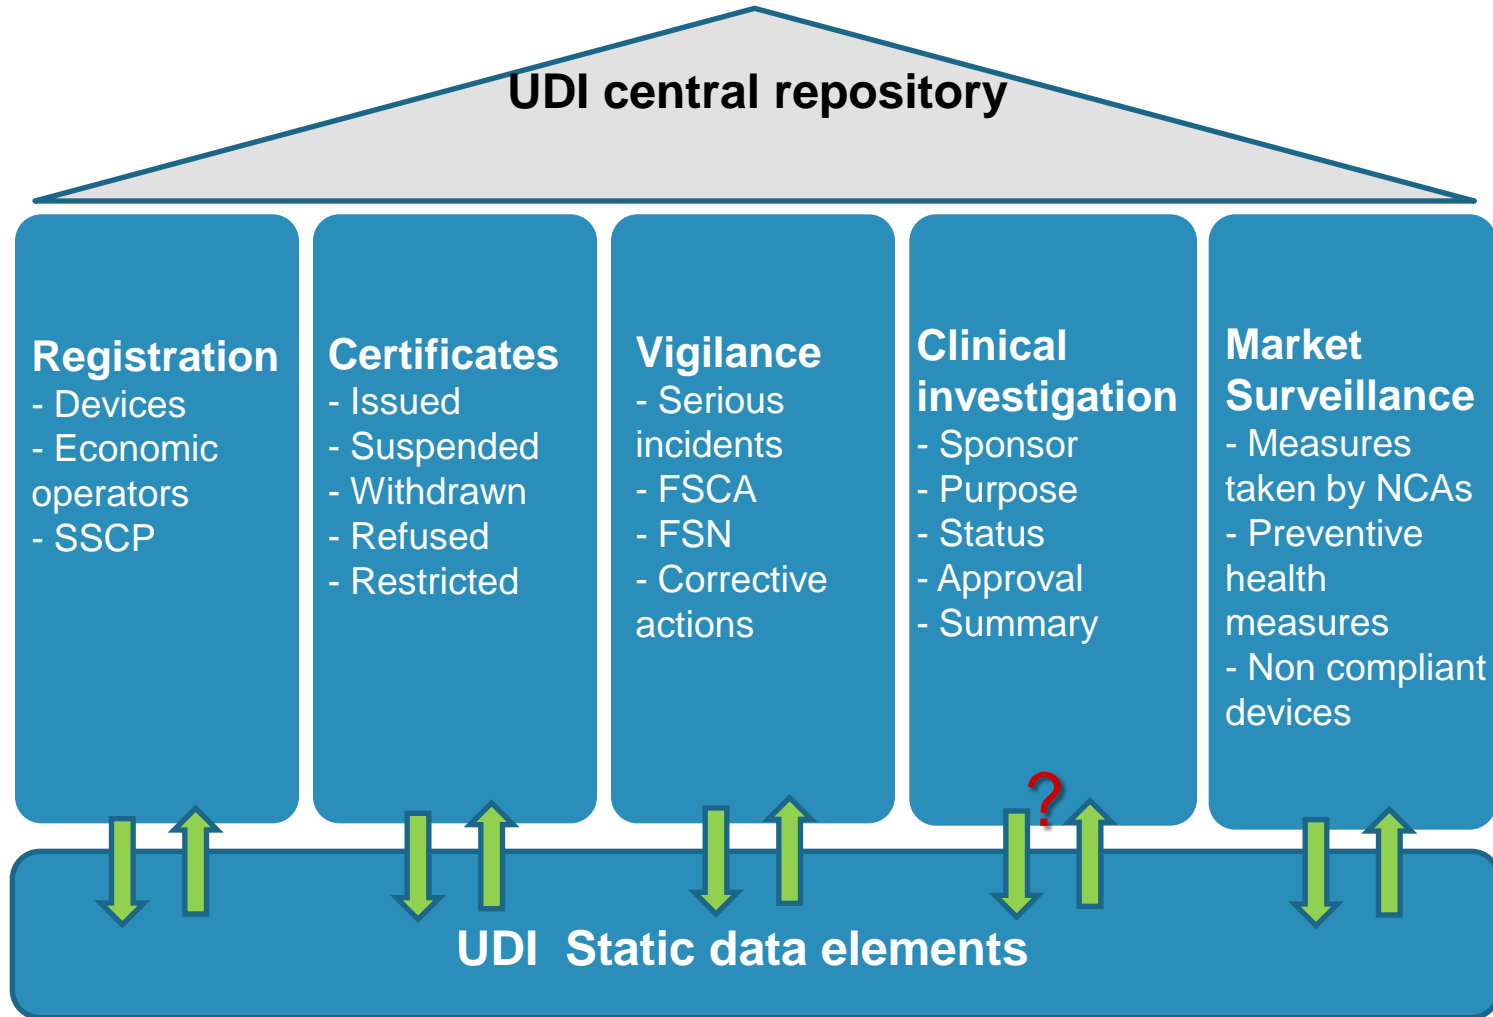 UDI central repository
Registration
- Devices
- Economic
operators
- SSCP
Certificates
- Issued
- Suspended
- Withdrawn
- Refused
- Restricted
Vigilance
- Serious
incidents
- FSCA
- FSN
- Corrective
actions
Clinical
investigation
- Sponsor
- Purpose
- Status
- Approval
- Summary
Market
Surveillance
- Measures
taken by NCAs
- Preventive
health
measures
- Non compliant
devices
?
UDI  Static data elements